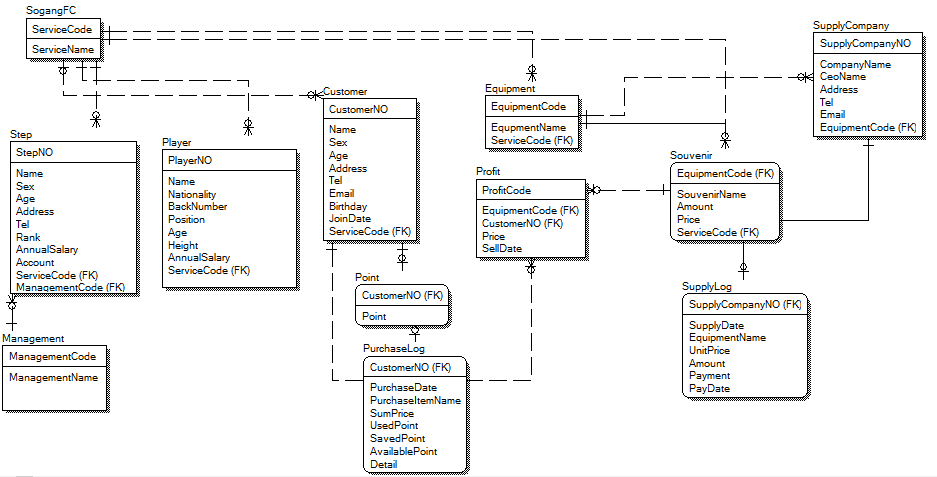 SogangFC
ServiceCode
ServiceName
SupplyCompany
SupplyCompanyNO
CompanyName
CeoName
Address
Tel
Email
EquipmentCode (FK)
Equipment
EquipmentCode
EqupmentName
ServiceCode (FK)
Customer
CustomerNO
Name
Sex
Age
Address
Tel
Email
Birthday
JoinDate
ServiceCode (FK)
Step
StepNO
Name
Sex
Age
Address
Tel
Rank
AnnualSalary
Account
ServiceCode (FK)
ManagementCode (FK)
Player
PlayerNO
Name
Nationality
BackNumber
Position
Age
Height
AnnualSalary
ServiceCode (FK)
Souvenir
EquipmentCode (FK)
SouvenirName
Amount
Price
ServiceCode (FK)
Profit
ProfitCode
EquipmentCode (FK)
CustomerNO (FK)
Price
SellDate
Point
CustomerNO (FK)
Point
SupplyLog
SupplyCompanyNO (FK)
SupplyDate
EquipmentName
UnitPrice
Amount
Payment
PayDate
Management
ManagementCode
ManagementName
PurchaseLog
CustomerNO (FK)
PurchaseDate
PurchaseItemName
SumPrice
UsedPoint
SavedPoint
AvailablePoint
Detail